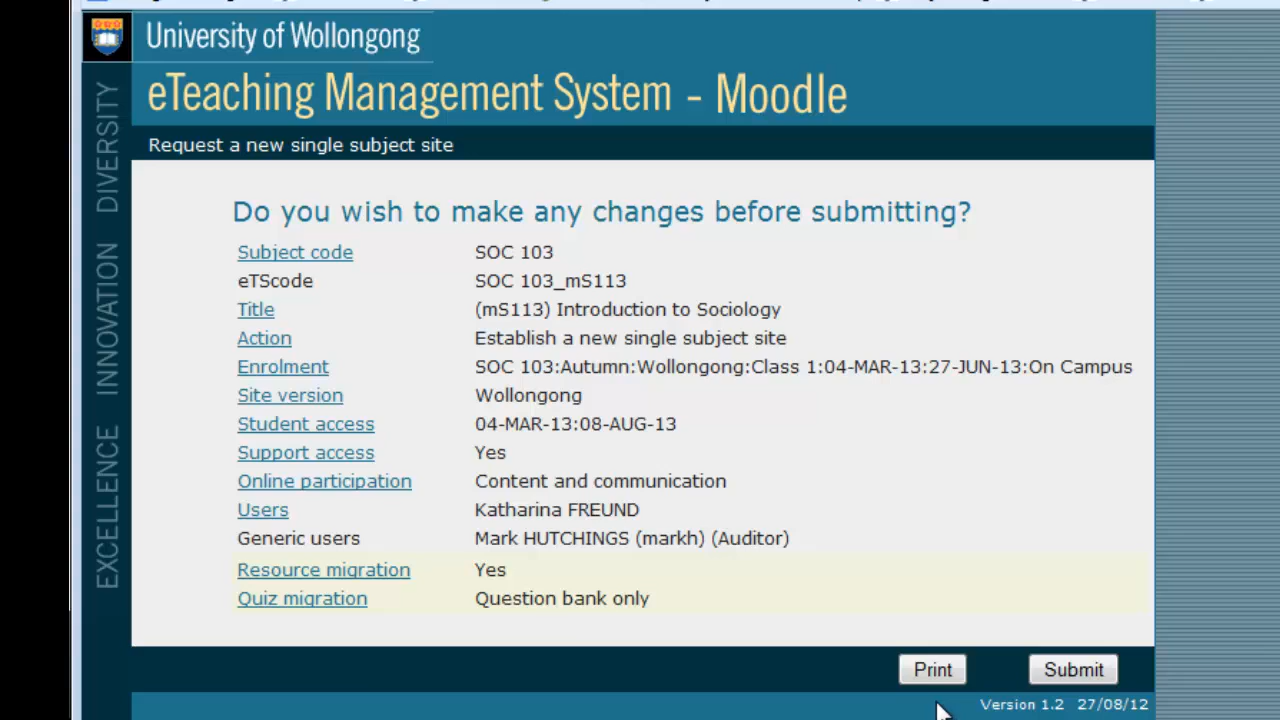 University of Wollongong
eTeaching Management System - Moodle
Request a new single subject site
EXCELLENCE INNOVATION DIVERSITY
Do you wish to make any changes before submitting?
Subject code SOC 103
eTScode SOC 103_mS113
Title (mS113) Introduction to Sociology
Action Establish a new single subject site
Enrolment SOC 103:Autumn:Wollongong:Class 1:04-MAR-13:27-JUN-13:On Campus
Site version Wollongong
Student access 04-MAR-13:08-AUG-13
Support access Yes
Online participation Content and communication
Users Katharina FREUND
Generic users Mark HUTCHINGS (markh) (Auditor)
Resource migration Yes
Quiz migration Question bank only
Print Submit
Version 1.2 27/08/12